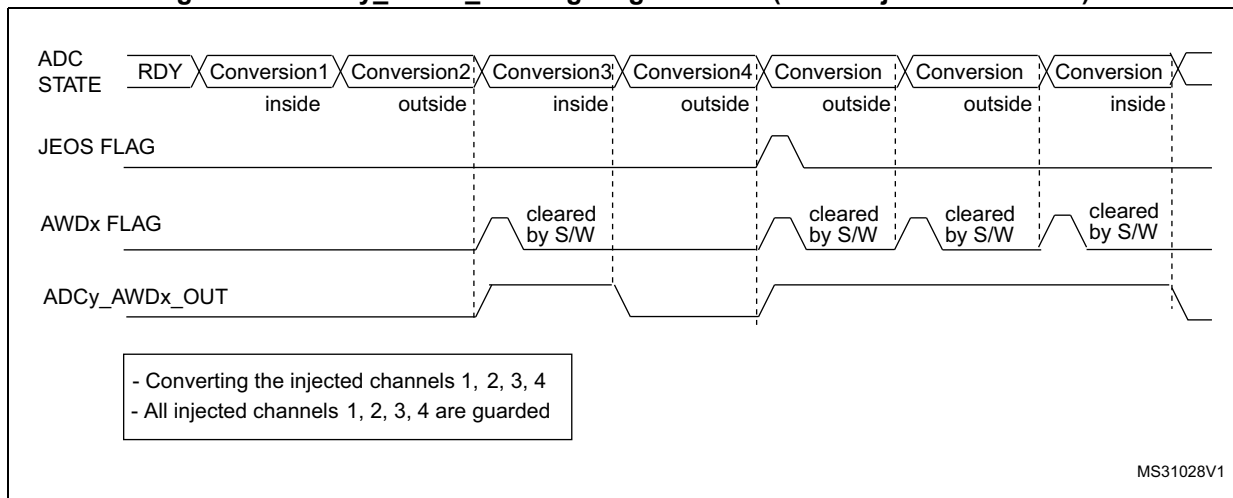 ADC
STATE
RDY Conversion1 Conversion2 Conversion3 Conversion4 Conversion Conversion Conversion
inside outside inside outside outside outside inside
JEOS FLAG
AWDx FLAG
cleared
by S/W
cleared
by S/W
cleared
by S/W
cleared
by S/W
ADCy_AWDx_OUT
- Converting the injected channels 1, 2, 3, 4
- All injected channels 1, 2, 3, 4 are guarded
MS31028V1